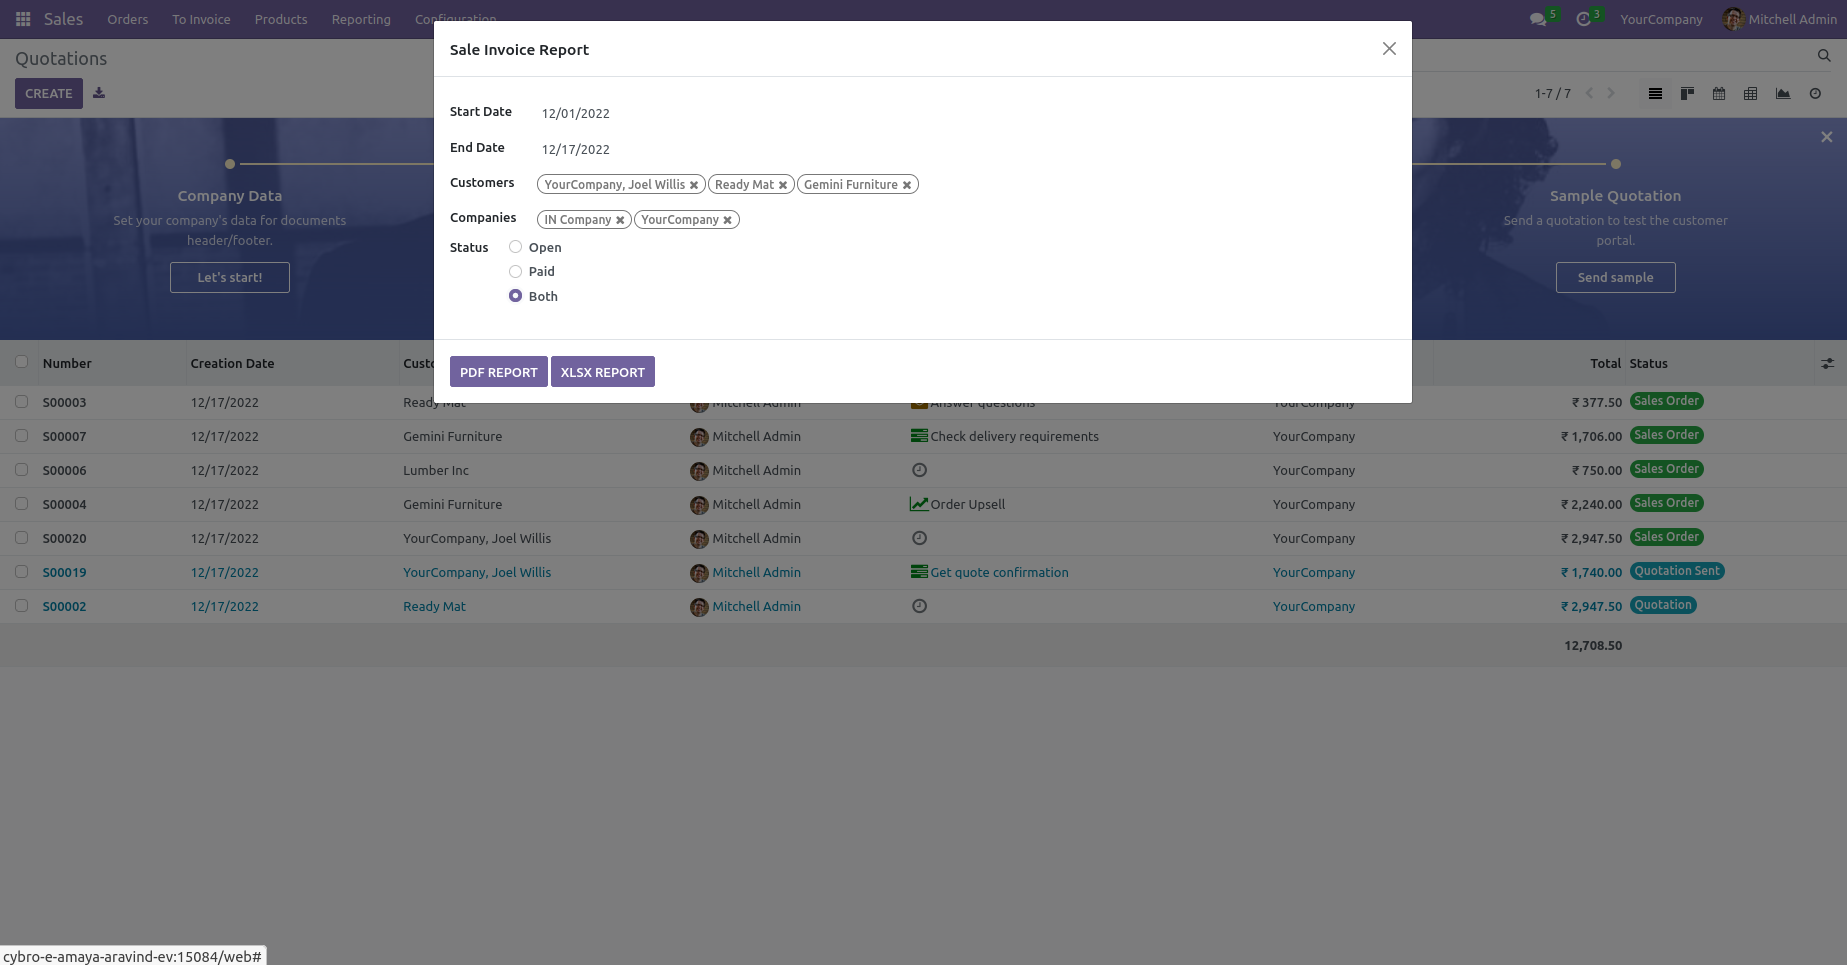 Sales Orders To Invoice Products Reporting Configuration 5 3 YourCompany Mitchell Admin
Quotations
CREATE
1-7 / 7
Sale Invoice Report
Start Date 12/01/2022
End Date 12/17/2022
Customers YourCompany, Joel Willis Ready Mat Gemini Furniture
Companies IN Company YourCompany
Status Open
Paid
Both
PDF REPORT XLSX REPORT
Company Data
Set your company's data for documents
header/footer.
Let's start!
Sample Quotation
Send a quotation to test the customer
portal.
Send sample
Number Creation Date Custo Total Status
S00003 12/17/2022 Ready Mat Mitchell Admin Answer questions YourCompany ₹ 377.50 Sales Order
S00007 12/17/2022 Gemini Furniture Mitchell Admin Check delivery requirements YourCompany ₹ 1,706.00 Sales Order
S00006 12/17/2022 Lumber Inc Mitchell Admin YourCompany ₹ 750.00 Sales Order
S00004 12/17/2022 Gemini Furniture Mitchell Admin Order Upsell YourCompany ₹ 2,240.00 Sales Order
S00020 12/17/2022 YourCompany, Joel Willis Mitchell Admin YourCompany ₹ 2,947.50 Sales Order
S00019 12/17/2022 YourCompany, Joel Willis Mitchell Admin Get quote confirmation YourCompany ₹ 1,740.00 Quotation Sent
S00002 12/17/2022 Ready Mat Mitchell Admin YourCompany ₹ 2,947.50 Quotation
12,708.50
cybro-e-amaya-aravind-ev:15084/web#